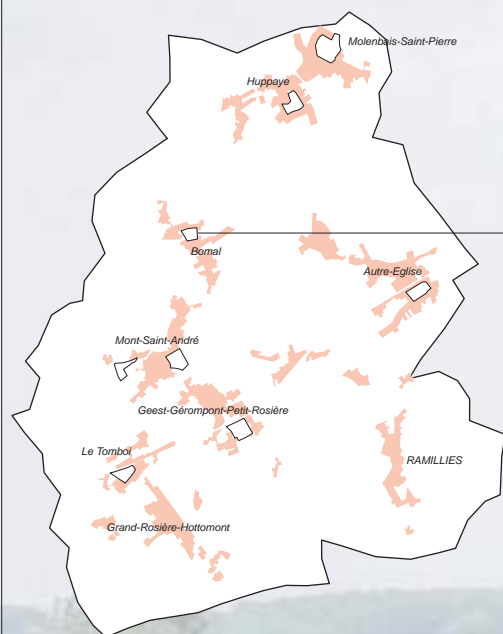 Molenbais-Saint-Pierre
Huppaye
Bomal
Autre-Eglise
Mont-Saint-André
Geest-Gérompont-Petit-Rosière
Le Tomboi
RAMILLIES
Grand-Rosière-Hottomont